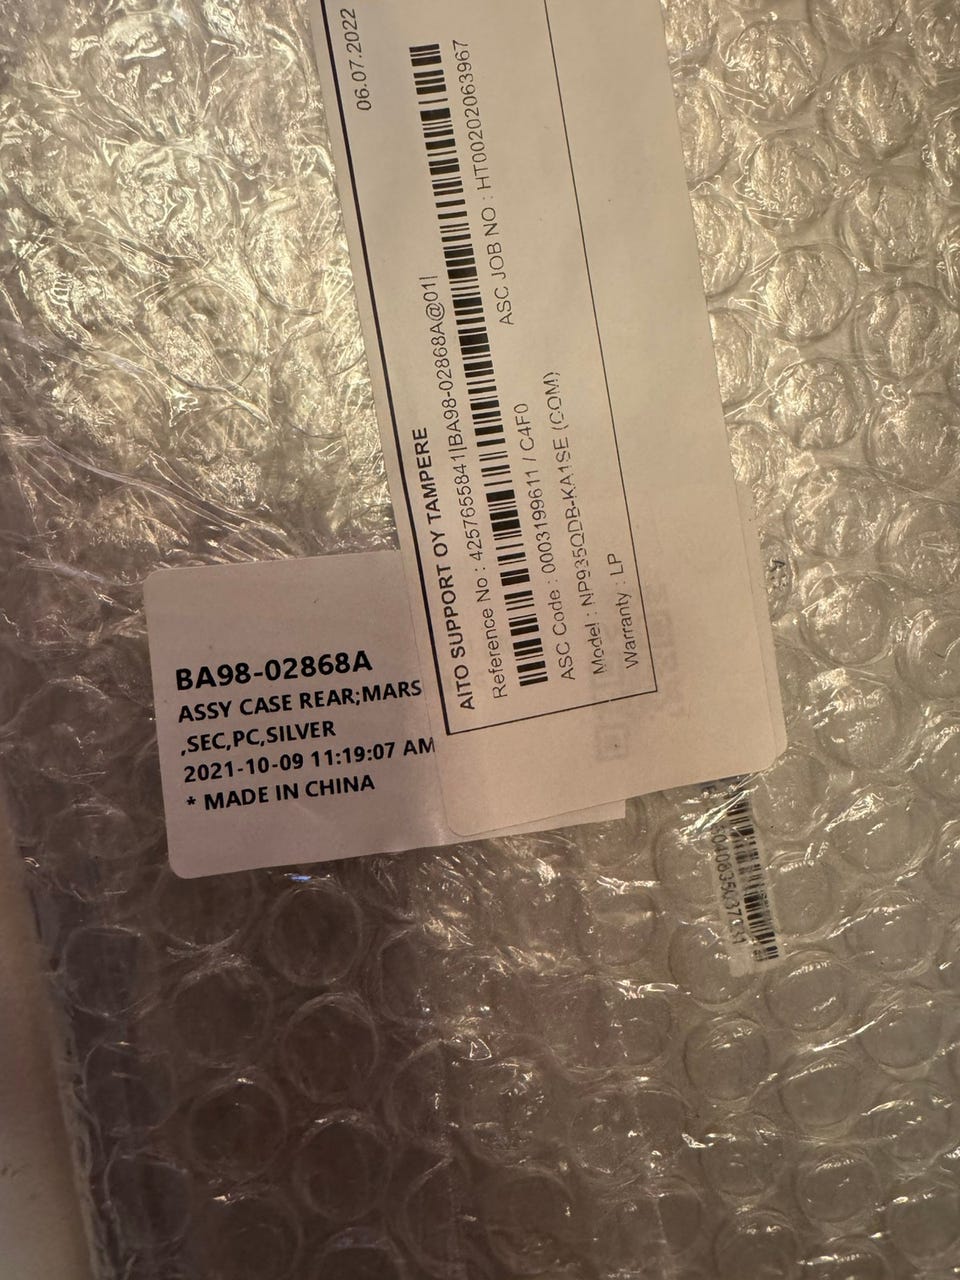 06.07.2022
AITO SUPPORT OY TAMPERE
Reference No : 4257655841|BA98-02868A@01|
ASC Code : 0003199611 / C4F0
ASC JOB NO : HT00202063967
Model : NP935QDB-KA1SE (COM)
Warranty : LP
BA98-02868A
ASSY CASE REAR;MARS
,SEC,PC,SILVER
2021-10-09 11:19:07 AM
* MADE IN CHINA